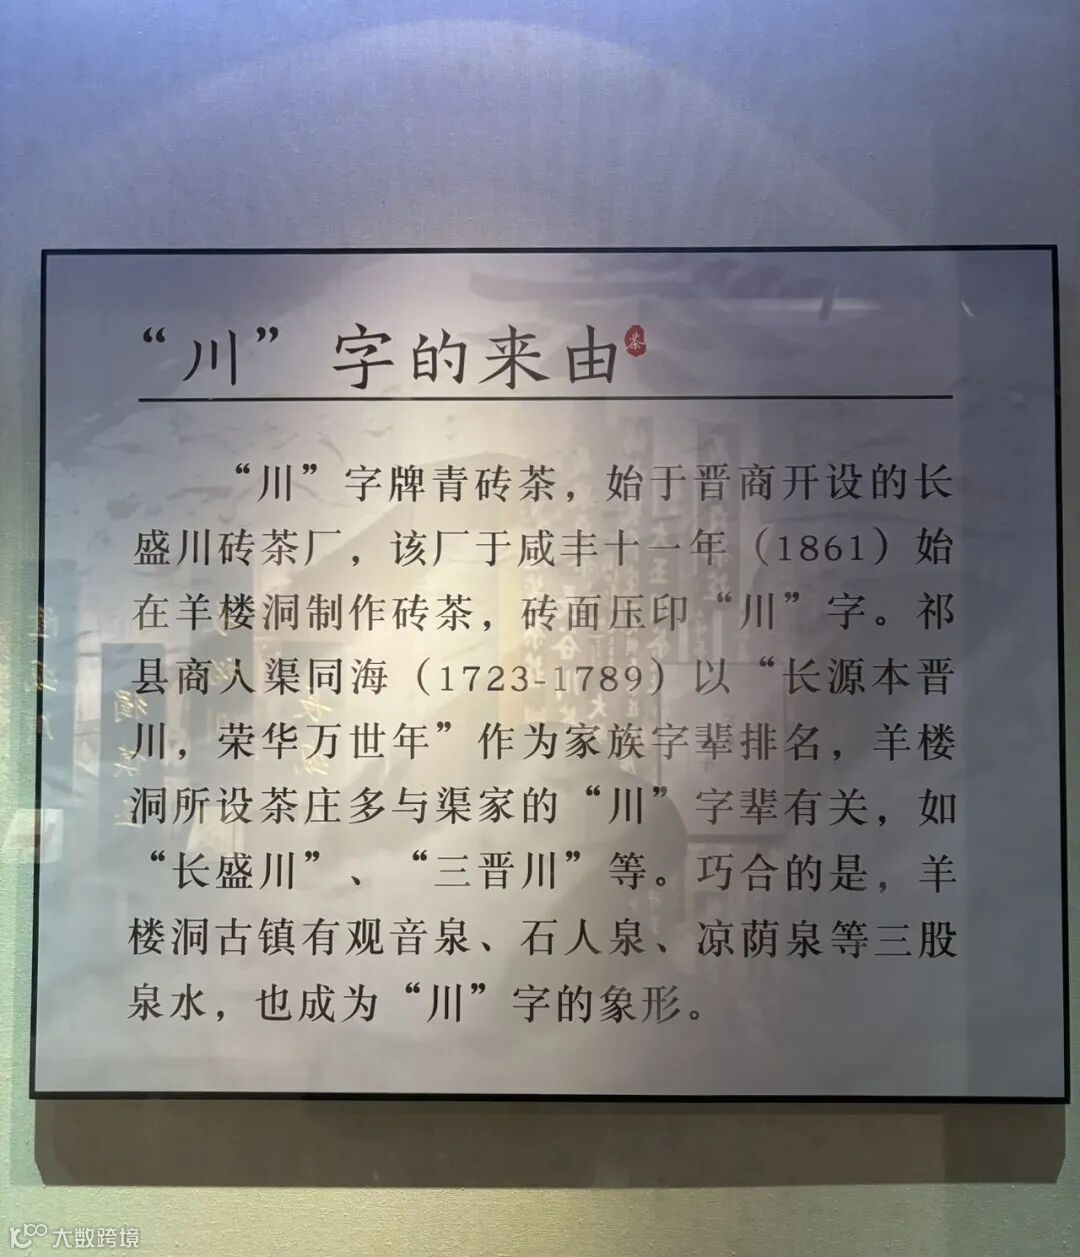 “川”字的来由
茶
“川”字牌青砖茶，始于晋商开设的长
盛川砖茶厂，该厂于咸丰十一年（1861）始
在羊楼洞制作砖茶，砖面压印“川”字。祁
县商人渠同海（1723-1789）以“长源本晋
川，荣华万世年”作为家族字辈排名，羊楼
洞所设茶庄多与渠家的“川”字辈有关，如
“长盛川”、“三晋川”等。巧合的是，羊
楼洞古镇有观音泉、石人泉、凉荫泉等三股
泉水，也成为“川”字的象形。
大数跨境